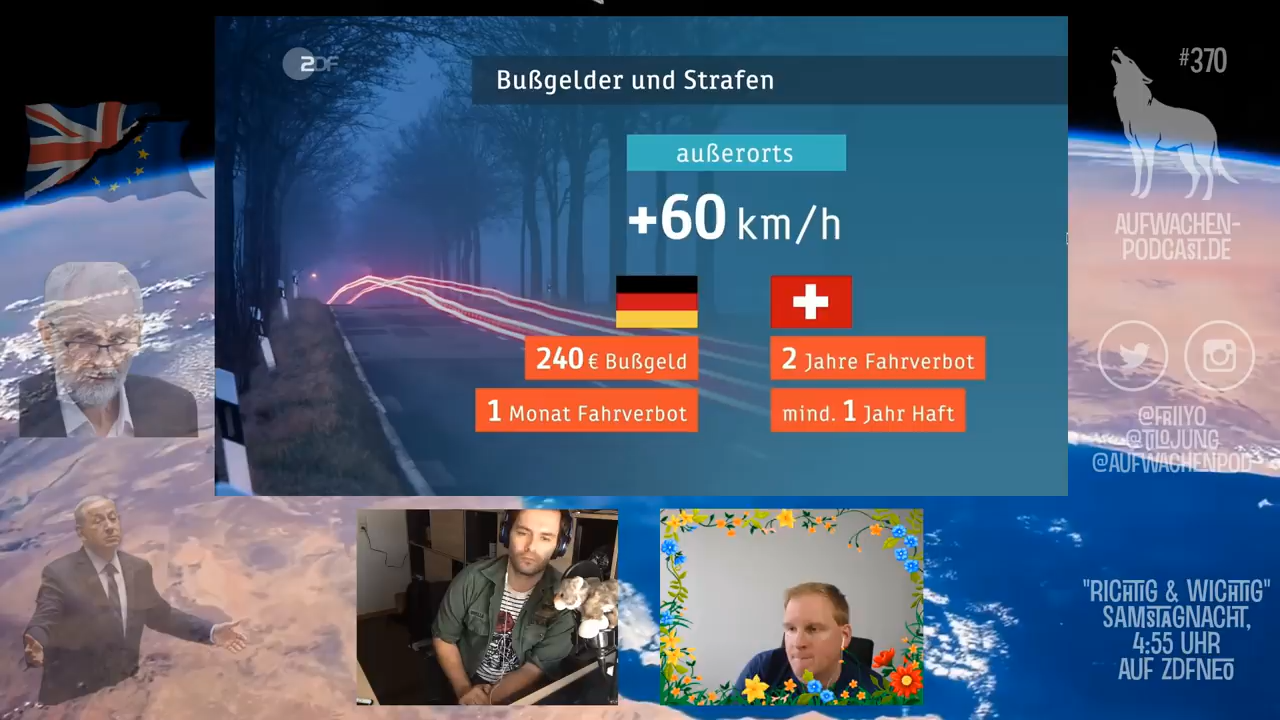 ZDF
Bußgelder und Strafen
außerorts
+60 km/h
240 € Bußgeld
1 Monat Fahrverbot
2 Jahre Fahrverbot
mind. 1 Jahr Haft
#370
AUFWACHEN-
PODCAST.DE
@FRIIYO
@TILOJUNG
@AUFWACHENPOD
"RICHTIG & WICHTIG"
SAMSTAGNACHT,
4:55 UHR
AUF ZDFNEO